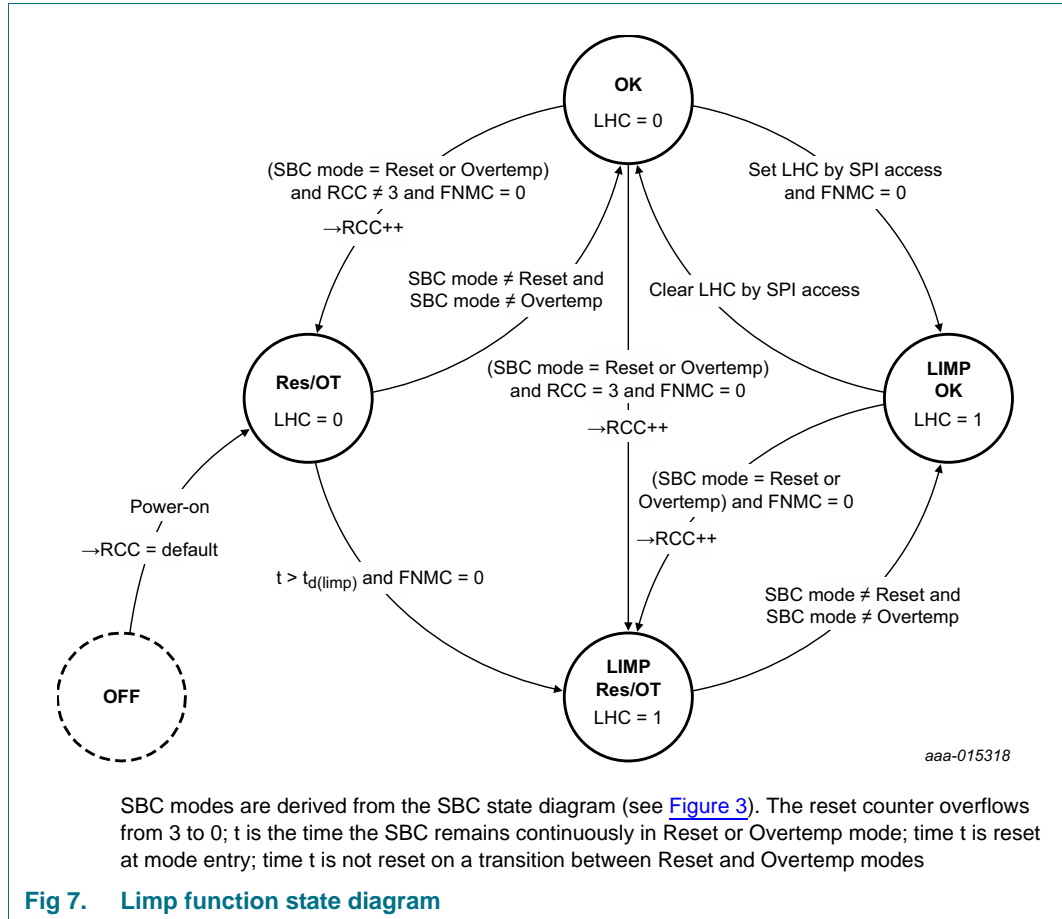 OK
LHC = 0
(SBC mode = Reset or Overtemp)
and RCC ≠ 3 and FNMC = 0
→RCC++
Set LHC by SPI access
and FNMC = 0
SBC mode ≠ Reset and
SBC mode ≠ Overtemp
Clear LHC by SPI access
Res/OT
LHC = 0
(SBC mode = Reset or Overtemp)
and RCC = 3 and FNMC = 0
→RCC++
LIMP
OK
LHC = 1
Power-on
→RCC = default
(SBC mode = Reset or
Overtemp) and FNMC = 0
→RCC++
t > td(limp) and FNMC = 0
SBC mode ≠ Reset and
SBC mode ≠ Overtemp
OFF
LIMP
Res/OT
LHC = 1
aaa-015318
SBC modes are derived from the SBC state diagram (see Figure 3). The reset counter overflows
from 3 to 0; t is the time the SBC remains continuously in Reset or Overtemp mode; time t is reset
at mode entry; time t is not reset on a transition between Reset and Overtemp modes
Fig 7. Limp function state diagram